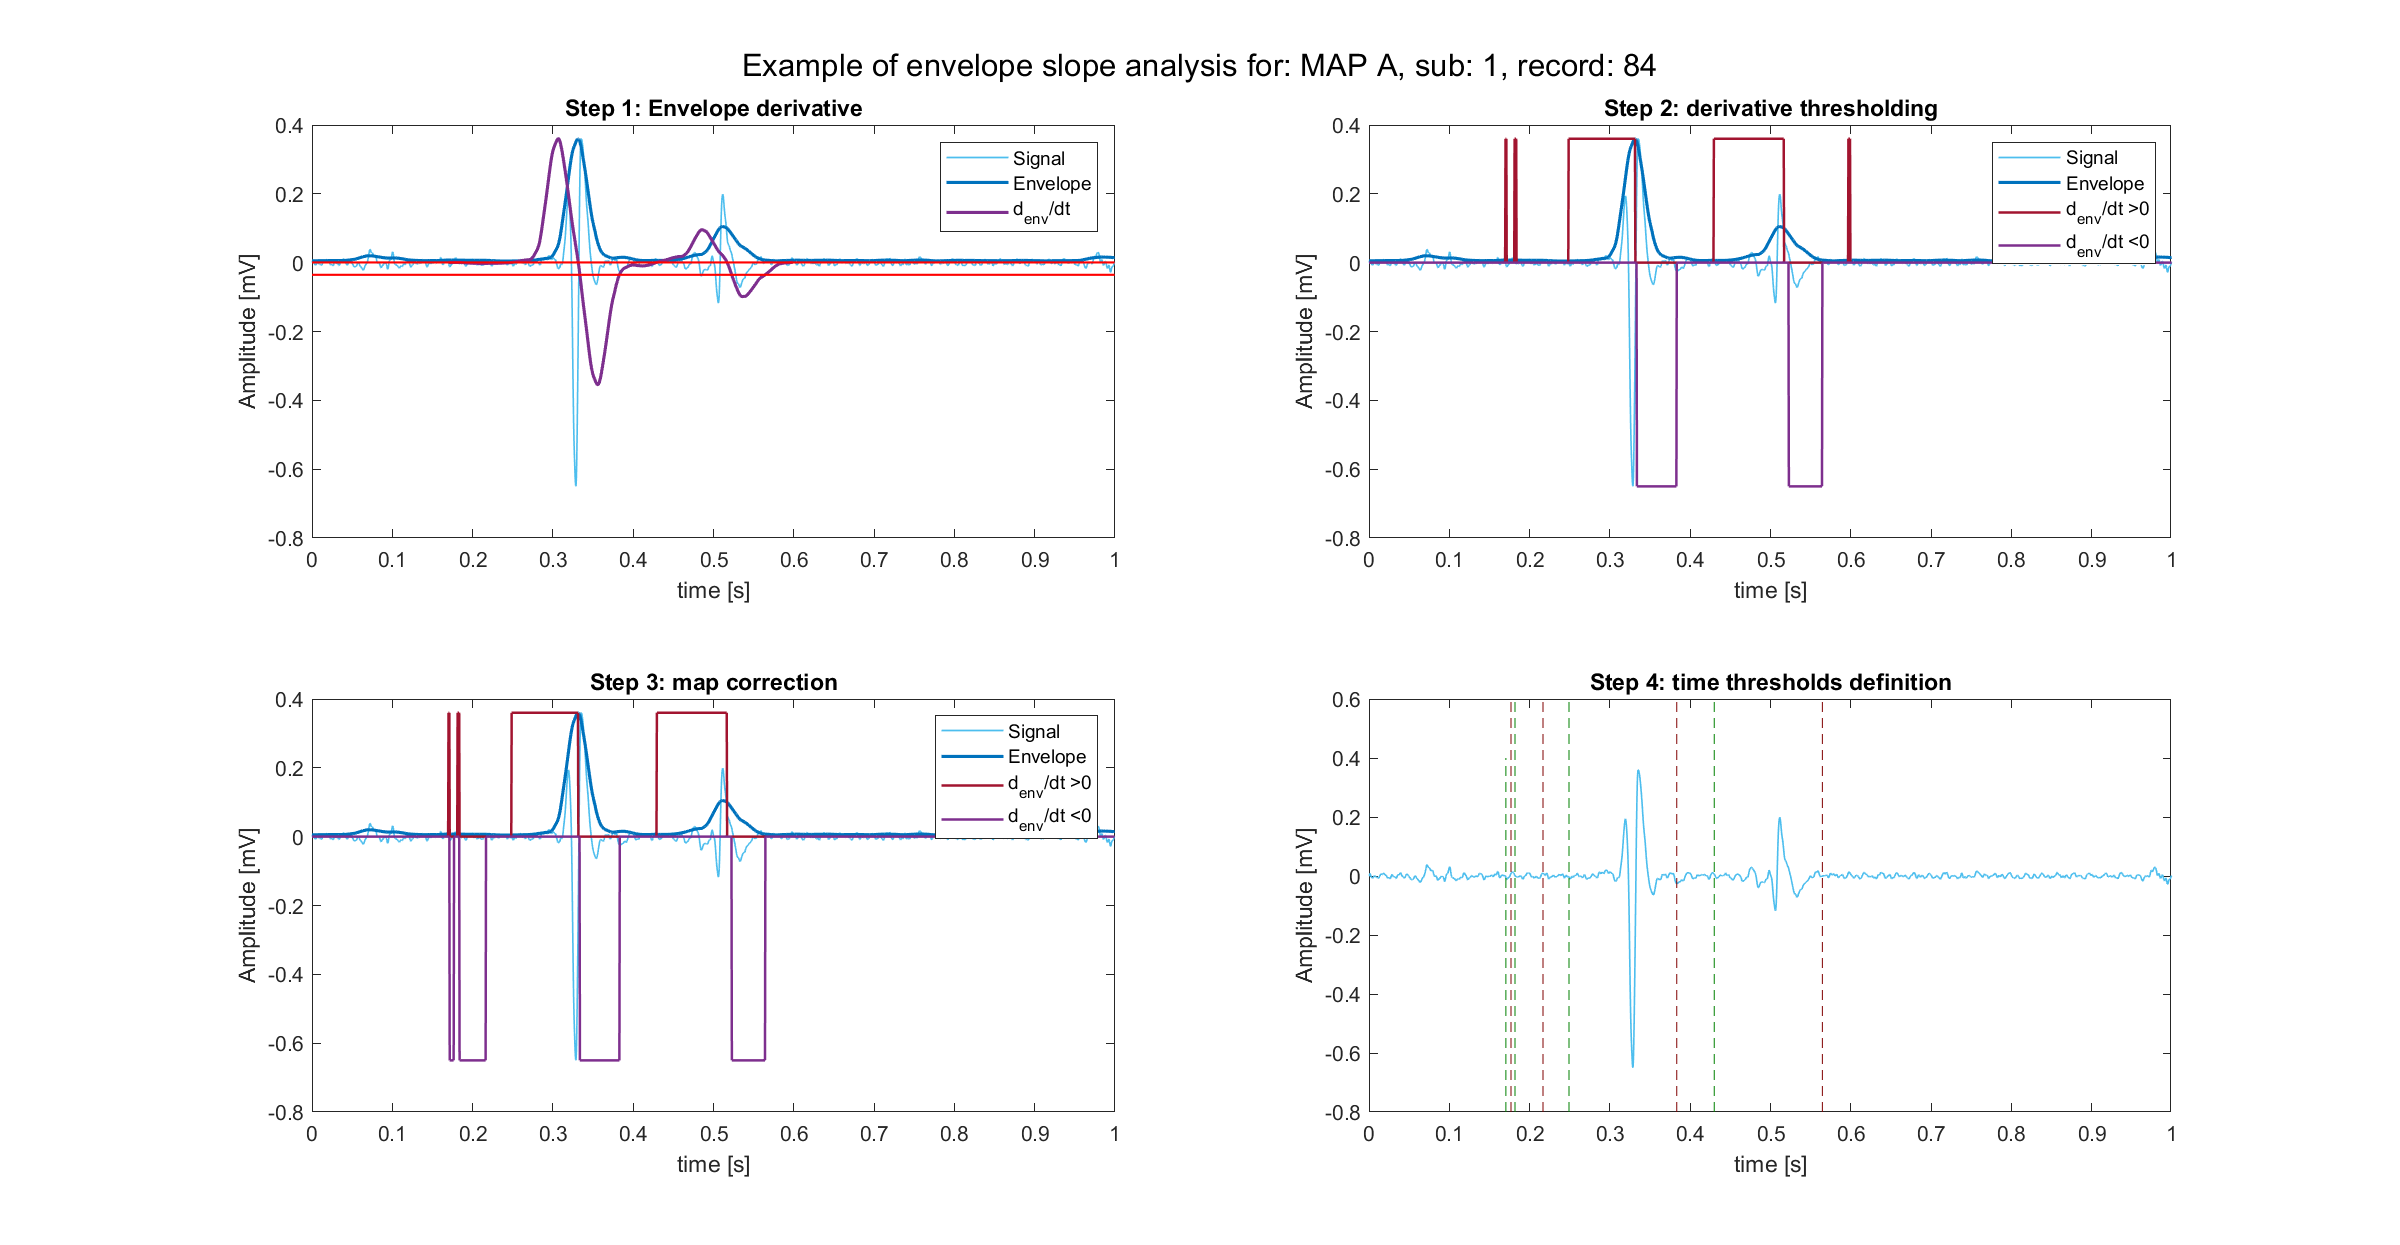 Example of envelope slope analysis for: MAP A, sub: 1, record: 84
Step 1: Envelope derivative
0.4
0.2
0
-0.2
-0.4
-0.6
-0.8
Amplitude [mV]
0 0.1 0.2 0.3 0.4 0.5 0.6 0.7 0.8 0.9 1
time [s]
Signal
Envelope
d_env/dt
Step 2: derivative thresholding
0.4
0.2
0
-0.2
-0.4
-0.6
-0.8
Amplitude [mV]
0 0.1 0.2 0.3 0.4 0.5 0.6 0.7 0.8 0.9 1
time [s]
Signal
Envelope
d_env/dt >0
d_env/dt <0
Step 3: map correction
0.4
0.2
0
-0.2
-0.4
-0.6
-0.8
Amplitude [mV]
0 0.1 0.2 0.3 0.4 0.5 0.6 0.7 0.8 0.9 1
time [s]
Signal
Envelope
d_env/dt >0
d_env/dt <0
Step 4: time thresholds definition
0.6
0.4
0.2
0
-0.2
-0.4
-0.6
-0.8
Amplitude [mV]
0 0.1 0.2 0.3 0.4 0.5 0.6 0.7 0.8 0.9 1
time [s]